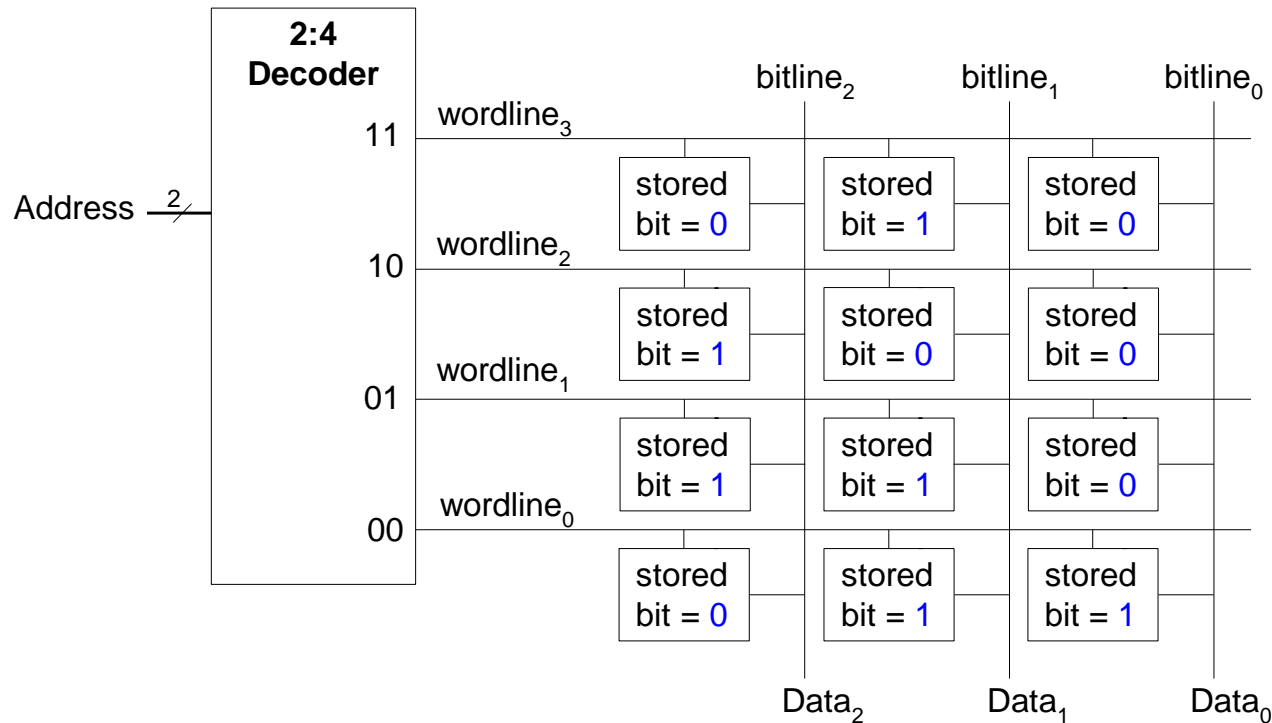 2:4
Decoder
Address
2
11
10
01
00
wordline₃
wordline₂
wordline₁
wordline₀
bitline₂ bitline₁ bitline₀
stored stored stored
bit = 0 bit = 1 bit = 0
stored stored stored
bit = 1 bit = 0 bit = 0
stored stored stored
bit = 1 bit = 1 bit = 0
stored stored stored
bit = 0 bit = 1 bit = 1
Data₂ Data₁ Data₀